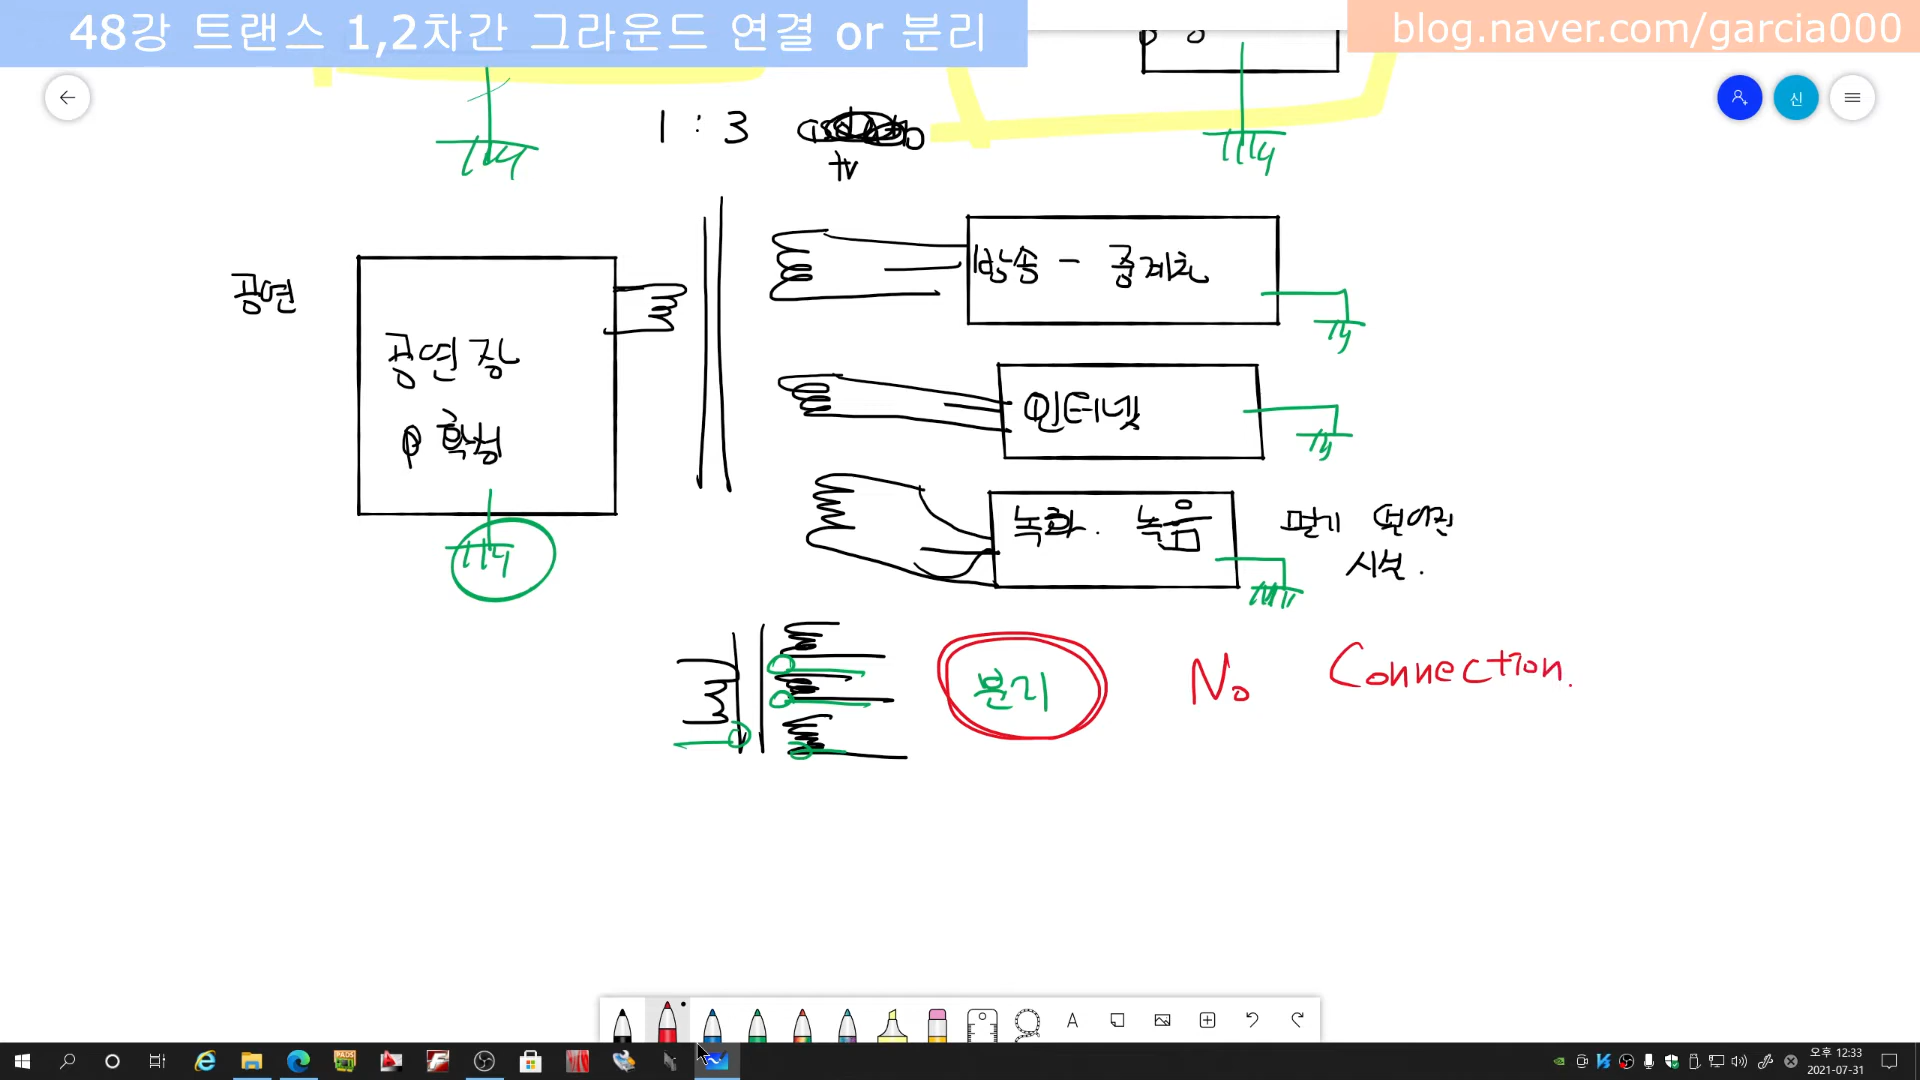 48강 트랜스 1,2차간 그라운드 연결 or 분리
blog.naver.com/garcia000
신
1 : 3
tv
공연
공연장
방송 - 중계차
인터넷
녹화. 녹음
멀리 떨어진
시설.
분리
No Connection.
A
오후 12:33
2021-07-31